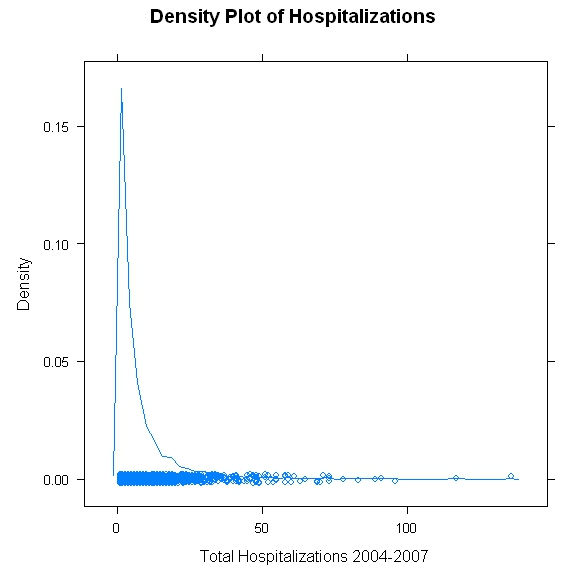 Density Plot of Hospitalizations
0.15
0.10
0.05
0.00
Density
0 50 100
Total Hospitalizations 2004-2007